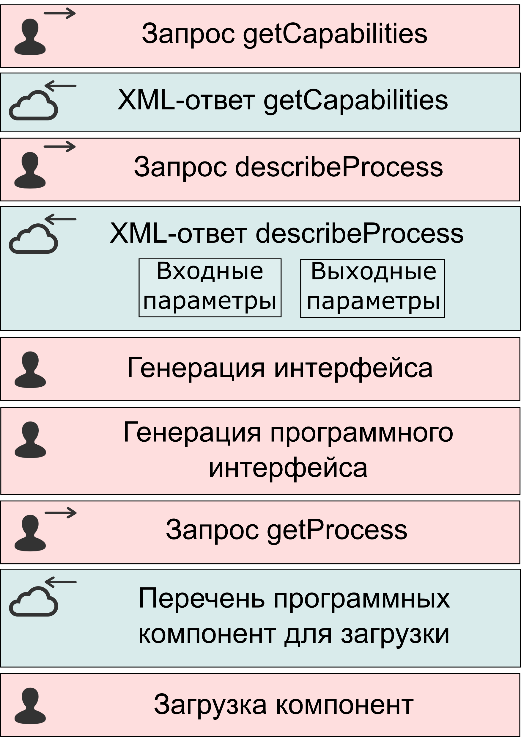 Запрос getCapabilities
XML-ответ getCapabilities
Запрос describeProcess
XML-ответ describeProcess
Входные
параметры
Выходные
параметры
Генерация интерфейса
Генерация программного
интерфейса
Запрос getProcess
Перечень программных
компонент для загрузки
Загрузка компонент